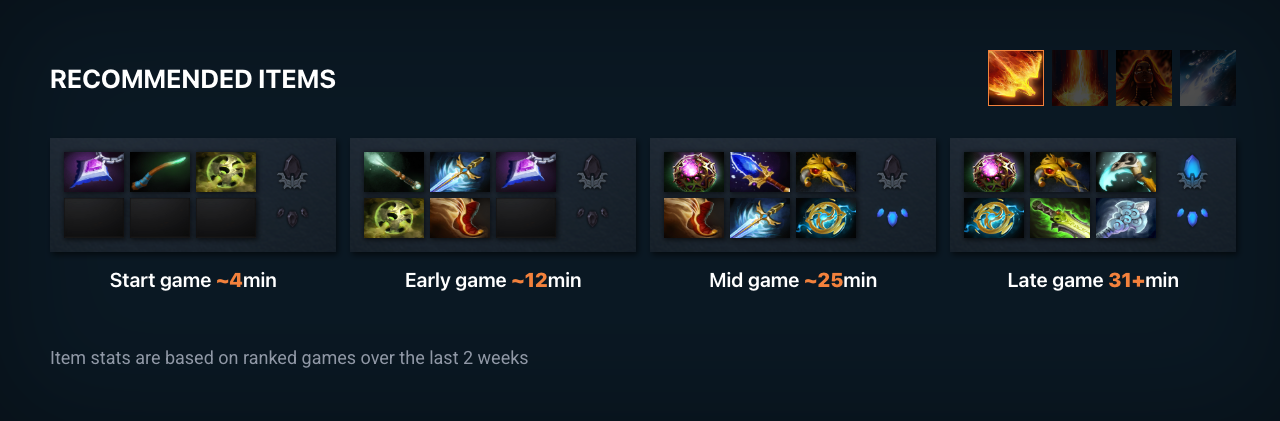 RECOMMENDED ITEMS
Start game ~4min
Early game ~12min
Mid game ~25min
Late game 31+min
Item stats are based on ranked games over the last 2 weeks